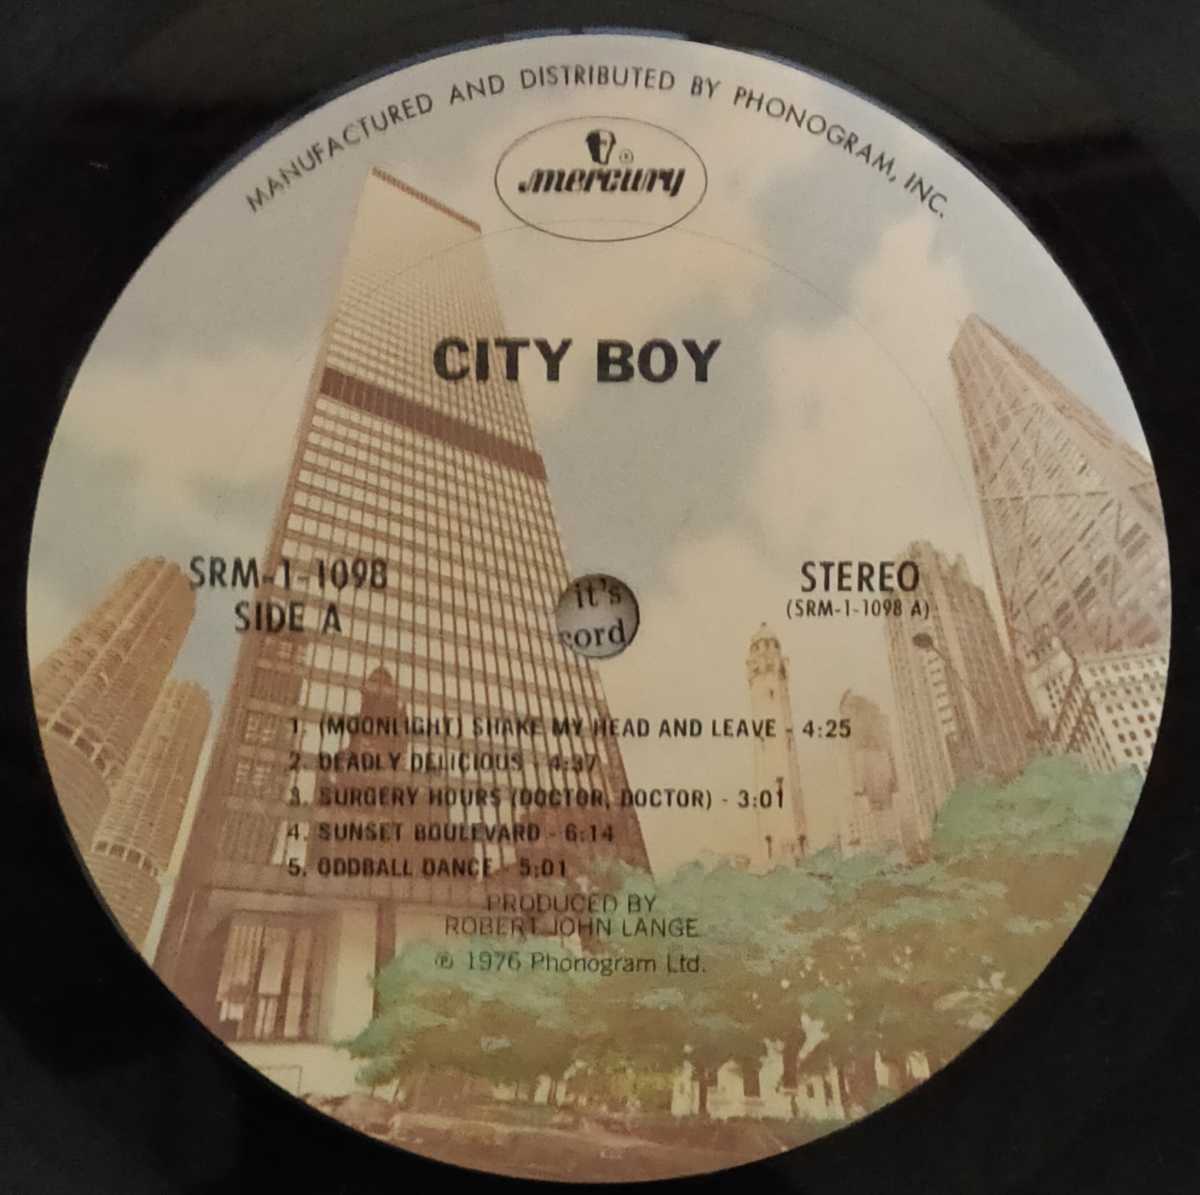 MANUFACTURED AND DISTRIBUTED BY PHONOGRAM, INC.
® mercury
CITY BOY
SRM-1-1098
SIDE A
STEREO
(SRM-1-1098 A)
it's
cord
1. (MOONLIGHT) SHAKE MY HEAD AND LEAVE - 4:25
2. DEADLY DELICIOUS - 4:37
3. SURGERY HOURS (DOCTOR, DOCTOR) - 3:01
4. SUNSET BOULEVARD - 6:14
5. ODDBALL DANCE - 5:01
PRODUCED BY
ROBERT JOHN LANGE
℗ 1976 Phonogram Ltd.